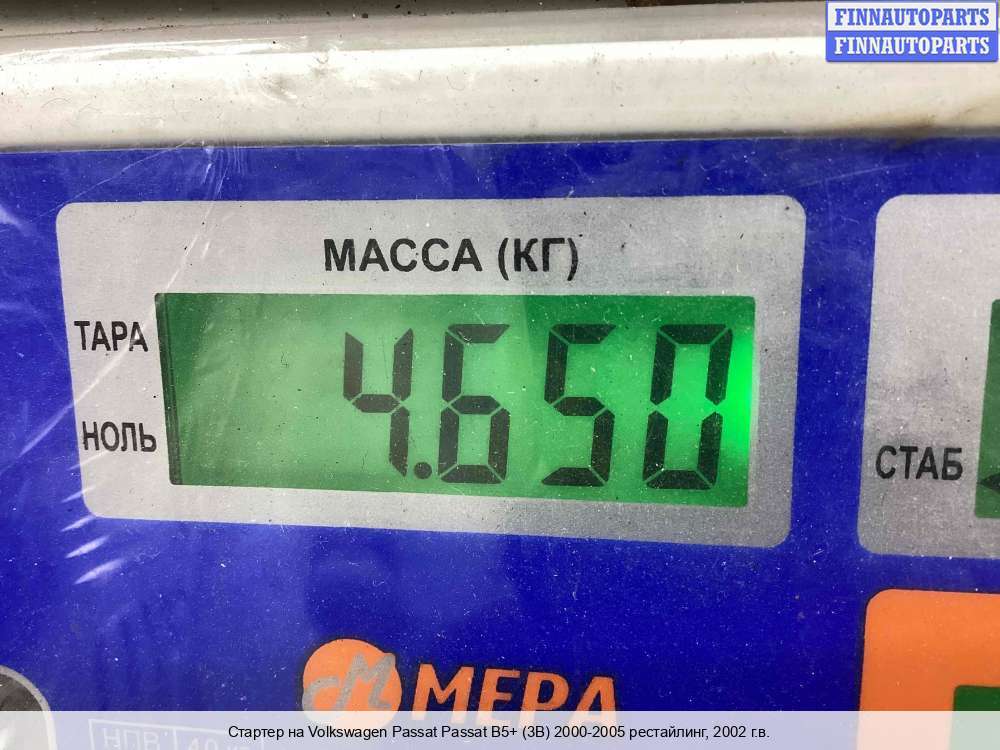 FINNAUTOPARTS
FINNAUTOPARTS
МАССА (КГ)
ТАРА
4.650
НОЛЬ
СТАБ
МЕРА
НПВ
Стартер на Volkswagen Passat Passat B5+ (3B) 2000-2005 рестайлинг, 2002 г.в.